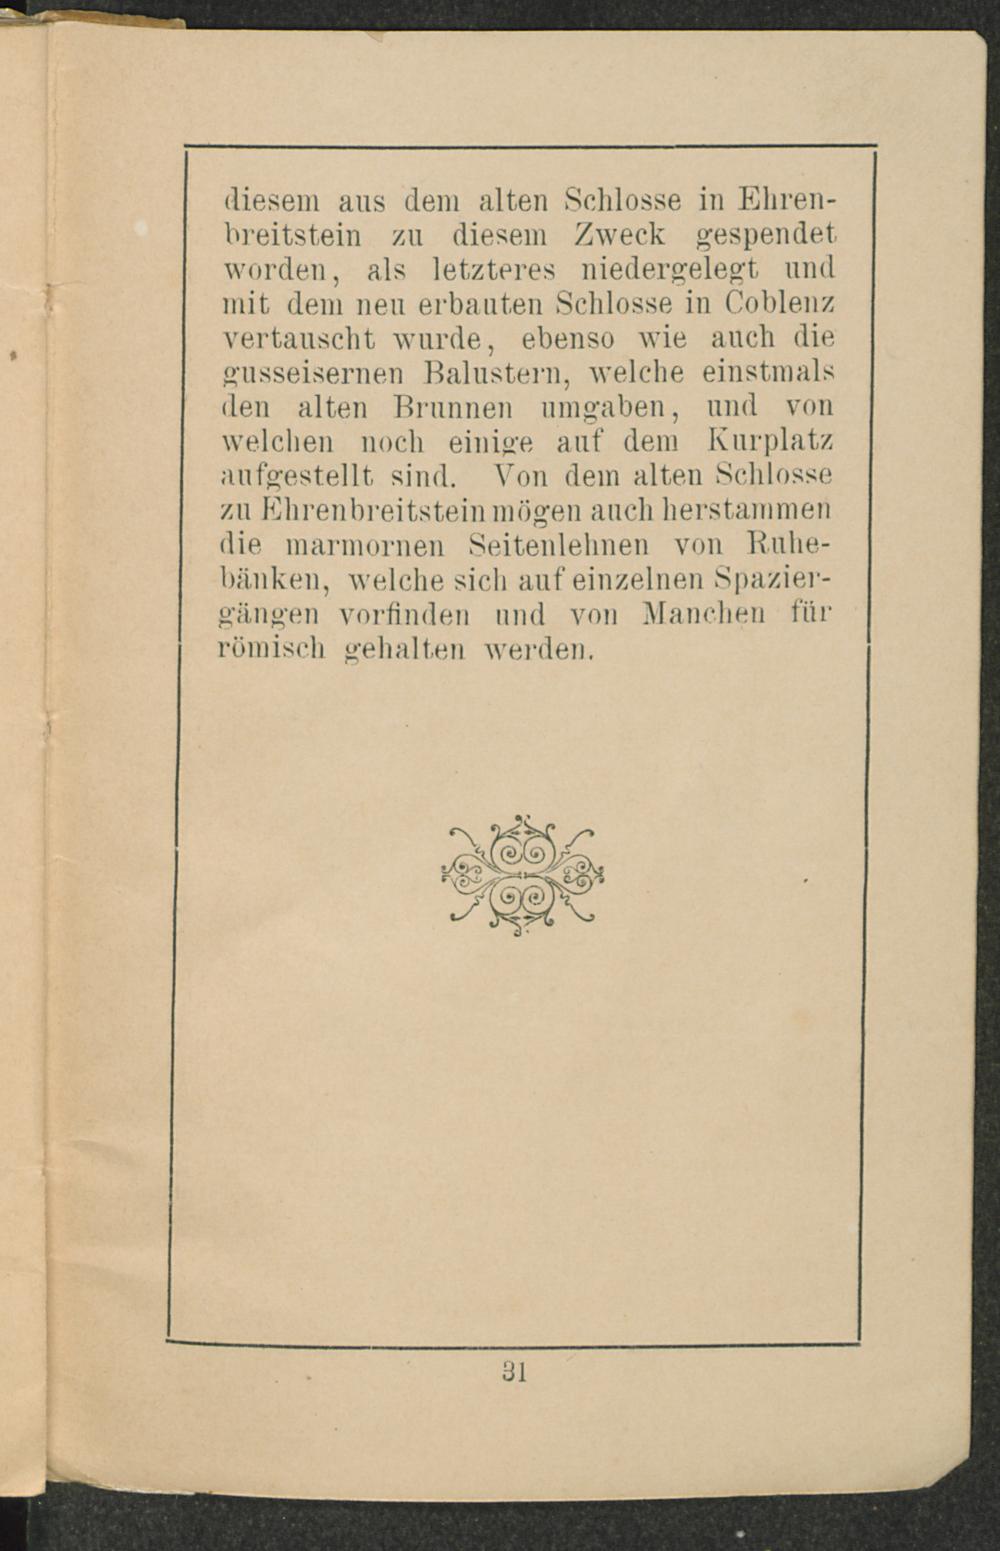 diesem aus dem alten Schlosse in Ehren-
breitstein zu diesem Zweck gespendet
worden, als letzteres niedergelegt und
mit dem neu erbauten Schlosse in Coblenz
vertauscht wurde, ebenso wie auch die
gusseisernen Balustern, welche einstmals
den alten Brunnen umgaben, und von
welchen noch einige auf dem Kurplatz
aufgestellt sind. Von dem alten Schlosse
zu Ehrenbreitstein mögen auch herstammen
die marmornen Seitenlehnen von Ruhe-
bänken, welche sich auf einzelnen Spazier-
gängen vorfinden und von Manchen für
römisch gehalten werden.
31